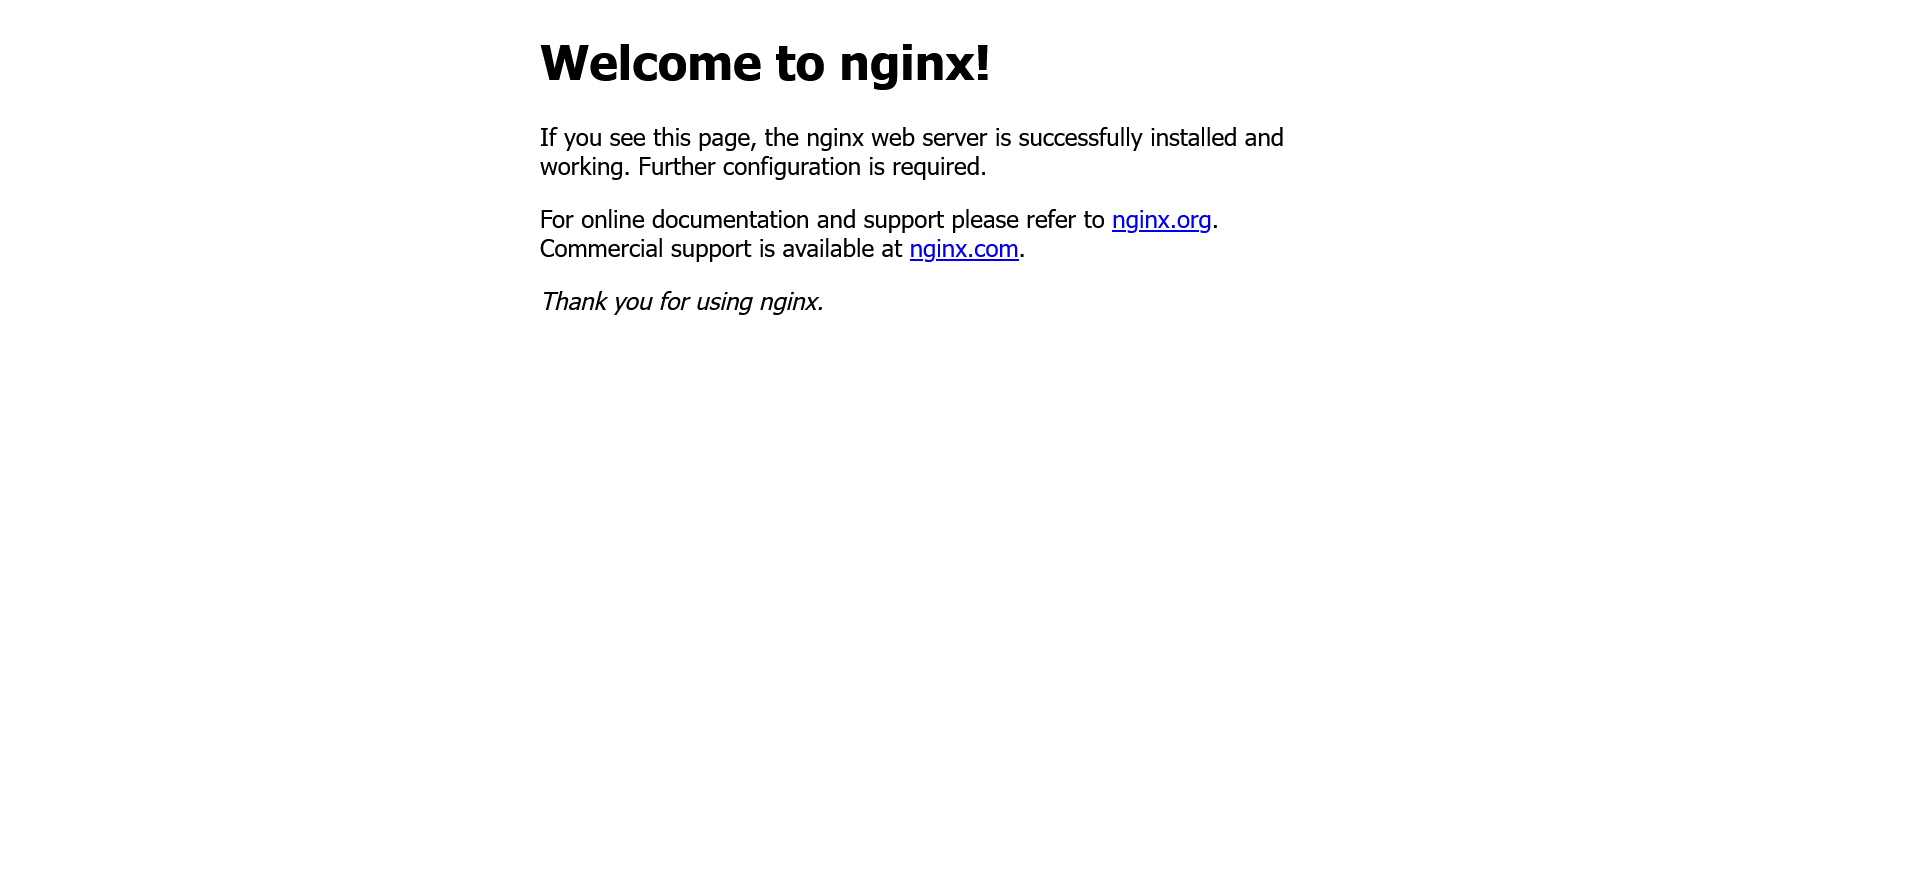 Welcome to nginx!
If you see this page, the nginx web server is successfully installed and
working. Further configuration is required.
For online documentation and support please refer to nginx.org.
Commercial support is available at nginx.com.
Thank you for using nginx.